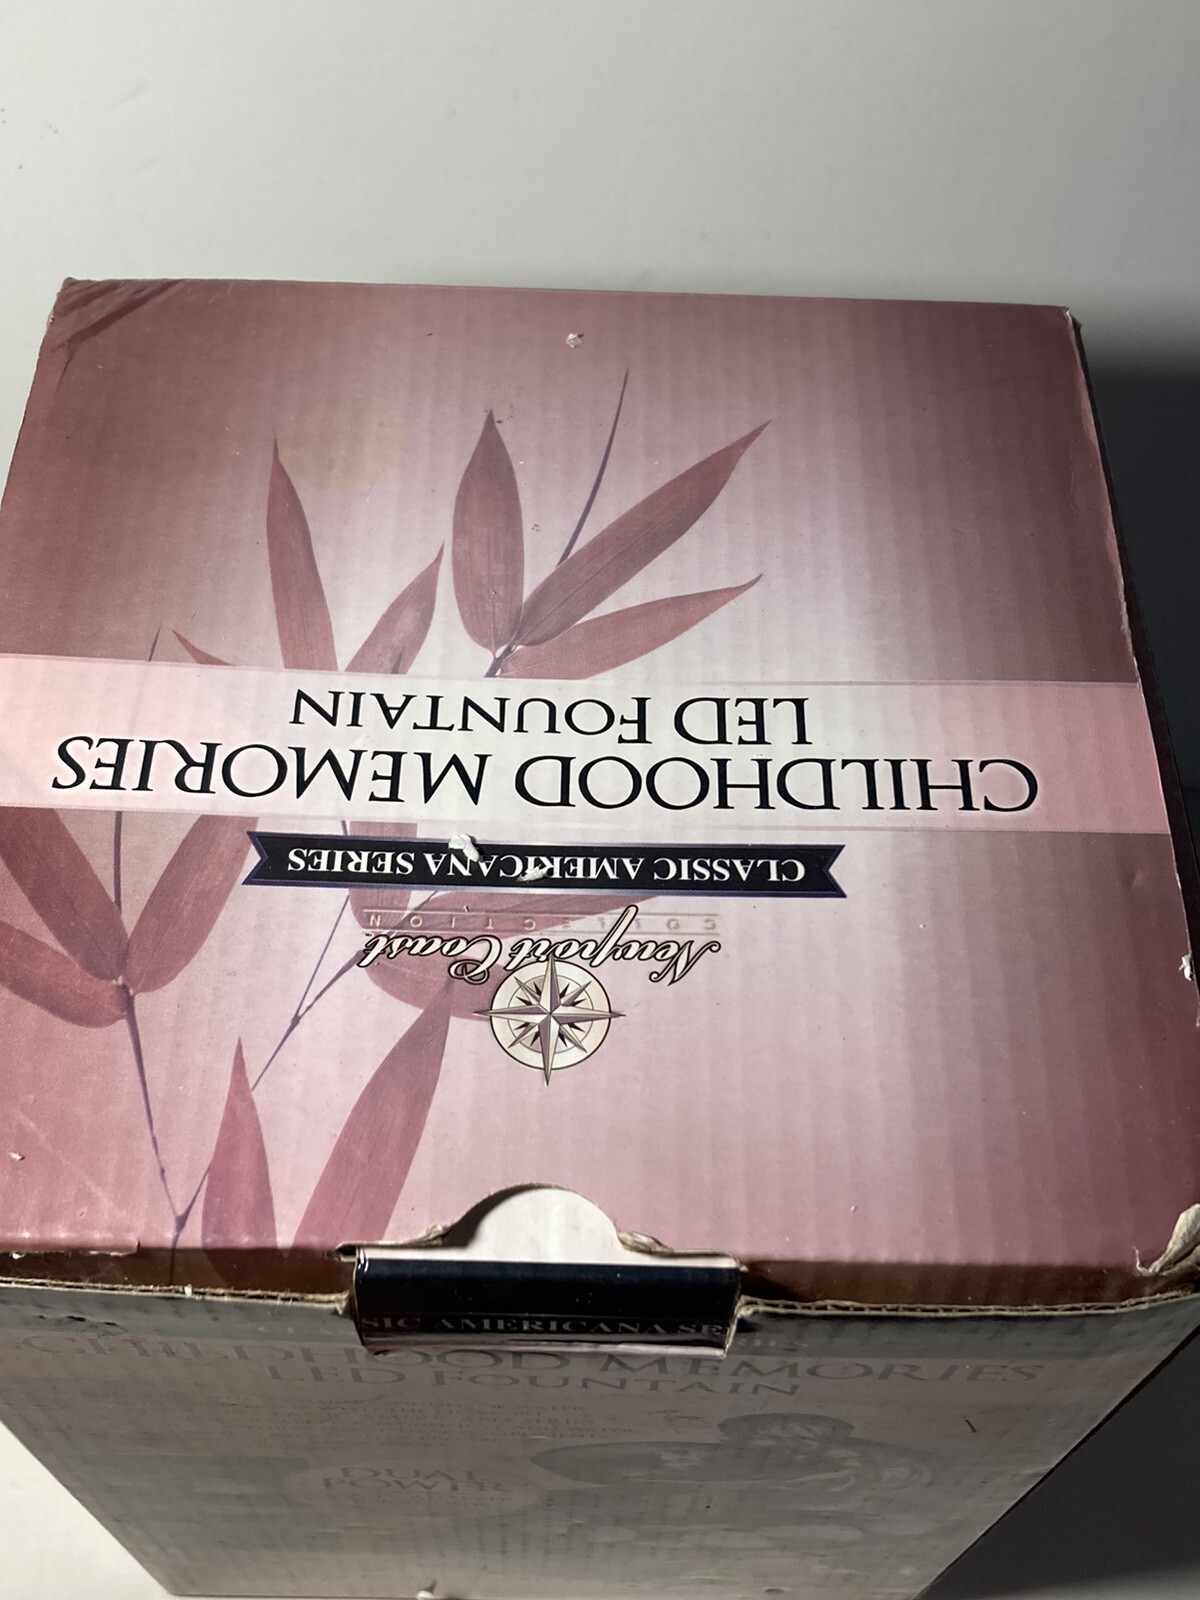 Newport Coast
COLLECTION
CLASSIC AMERICANA SERIES
CHILDHOOD MEMORIES
LED FOUNTAIN
SIC AMERICANA SE
CHILDHOOD MEMORIES
LED FOUNTAIN
DUAL
POWER